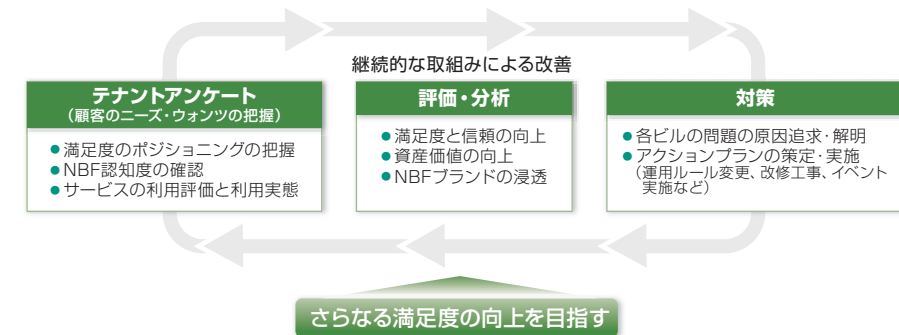 継続的な取組みによる改善
テナントアンケート
（顧客のニーズ・ウォンツの把握）
●満足度のポジショニングの把握
●NBF認知度の確認
●サービスの利用評価と利用実態
評価・分析
●満足度と信頼の向上
●資産価値の向上
●NBFブランドの浸透
対策
●各ビルの問題の原因追求・解明
●アクションプランの策定・実施
（運用ルール変更、改修工事、イベント
実施など）
さらなる満足度の向上を目指す